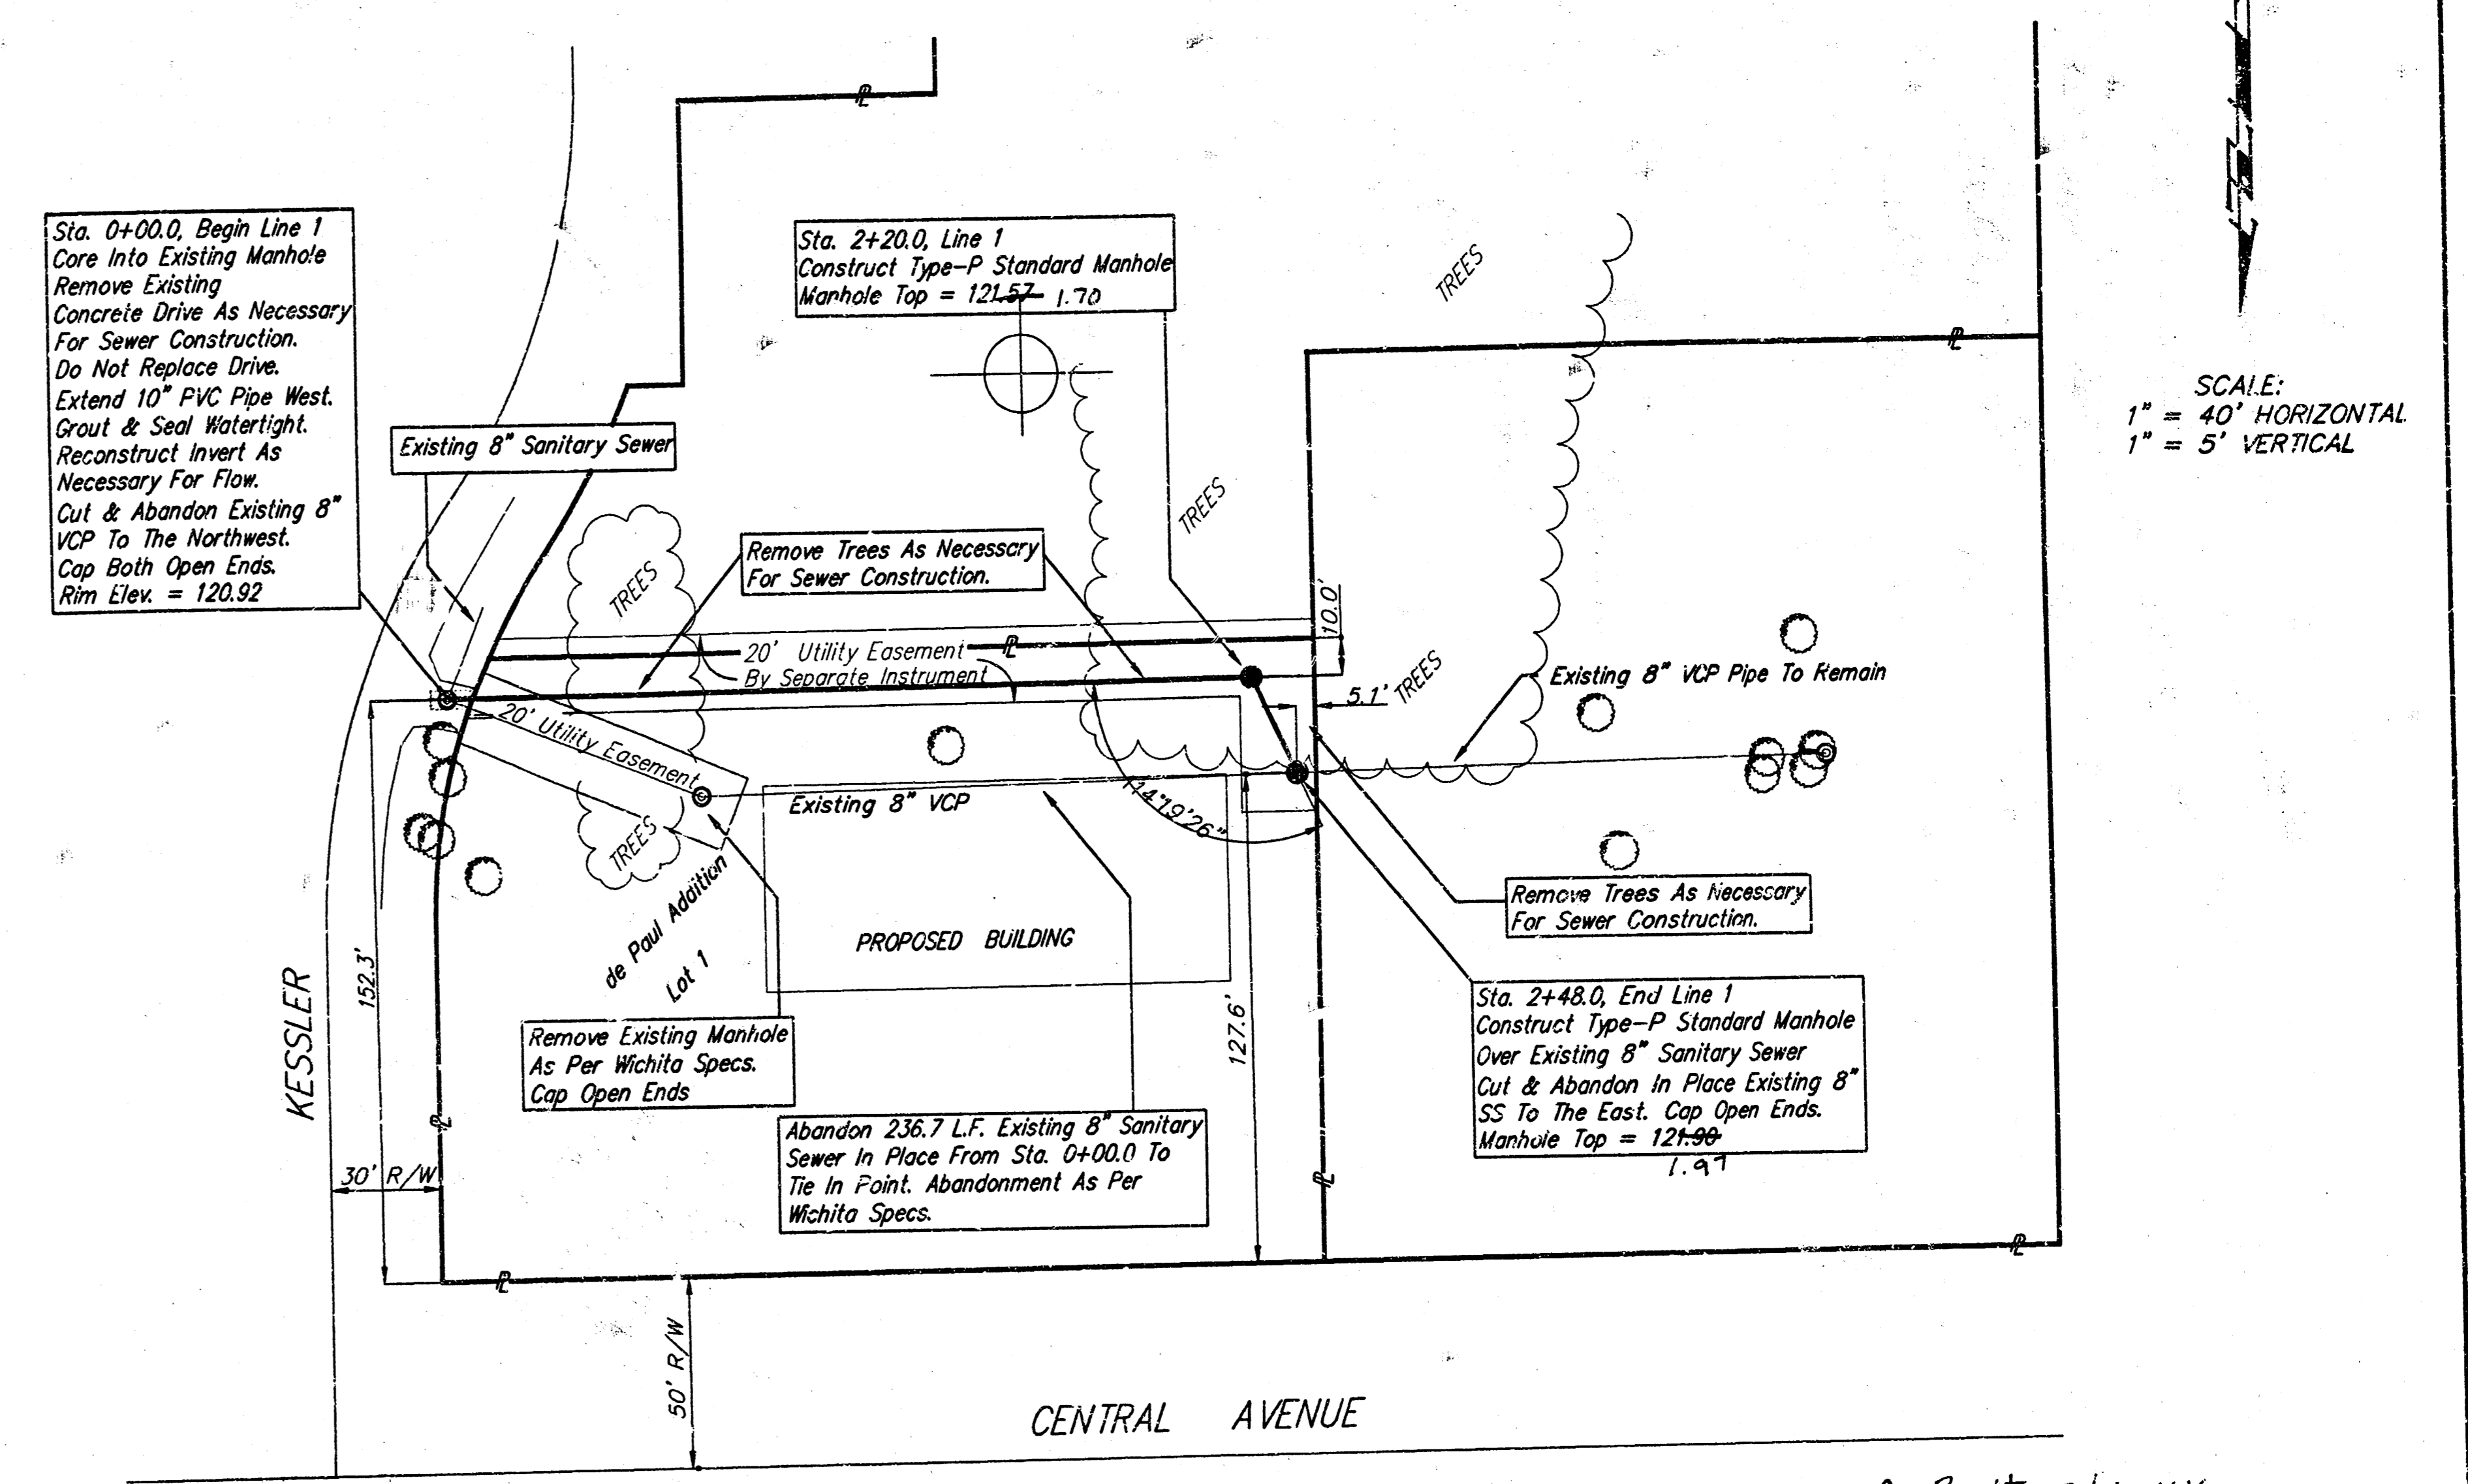 Sta. 0+00.0, Begin Line 1
Core Into Existing Manhole
Remove Existing
Concrete Drive As Necessary
For Sewer Construction.
Do Not Replace Drive.
Extend 10" PVC Pipe West.
Grout & Seal Watertight.
Reconstruct Invert As
Necessary For Flow.
Cut & Abandon Existing 8"
VCP To The Northwest.
Cap Both Open Ends.
Rim Elev. = 120.92
Sta. 2+20.0, Line 1
Construct Type-P Standard Manhole
Manhole Top = 121.57 1.70
SCALE:
1" = 40' HORIZONTAL
1" = 5' VERTICAL
Existing 8" Sanitary Sewer
TREES
TREES
TREES
TREES
TREES
Remove Trees As Necessary
For Sewer Construction.
20' Utility Easement
By Separate Instrument
10.0'
5.1'
Existing 8" VCP Pipe To Remain
20' Utility Easement
Existing 8" VCP
114°19'26"
PROPOSED BUILDING
de Paul Addition
Lot 1
Remove Trees As Necessary
For Sewer Construction.
KESSLER
152.3'
127.6'
Remove Existing Manhole
As Per Wichita Specs.
Cap Open Ends
Sta. 2+48.0, End Line 1
Construct Type-P Standard Manhole
Over Existing 8" Sanitary Sewer
Cut & Abandon In Place Existing 8"
SS To The East. Cap Open Ends.
Manhole Top = 121.90
1.97
Abandon 236.7 L.F. Existing 8" Sanitary
Sewer In Place From Sta. 0+00.0 To
Tie In Point. Abandonment As Per
Wichita Specs.
30' R/W
50' R/W
CENTRAL AVENUE